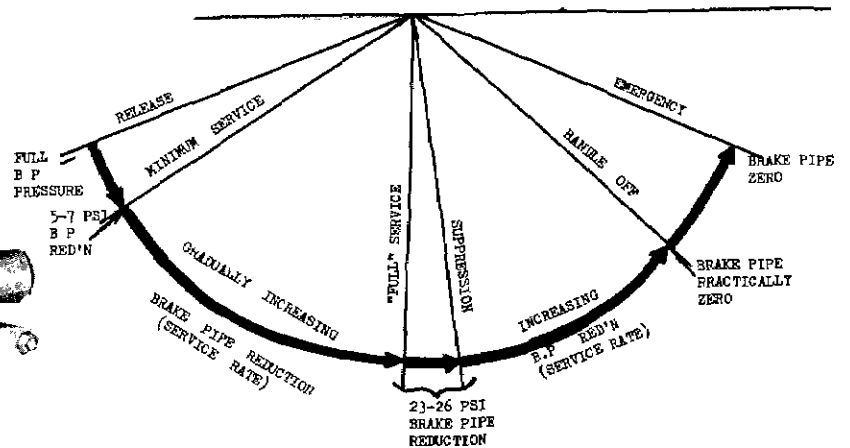 RELEASE
MINIMUM SERVICE
"FULL" SERVICE
SUPPRESSION
HANDLE OFF
EMERGENCY
FULL
B P
PRESSURE
5-7 PSI
B P
RED'N
GRADUALLY INCREASING
BRAKE PIPE REDUCTION
(SERVICE RATE)
23-26 PSI
BRAKE PIPE
REDUCTION
INCREASING
B.P RED'N
(SERVICE RATE)
BRAKE PIPE
PRACTICALLY
ZERO
BRAKE PIPE
ZERO